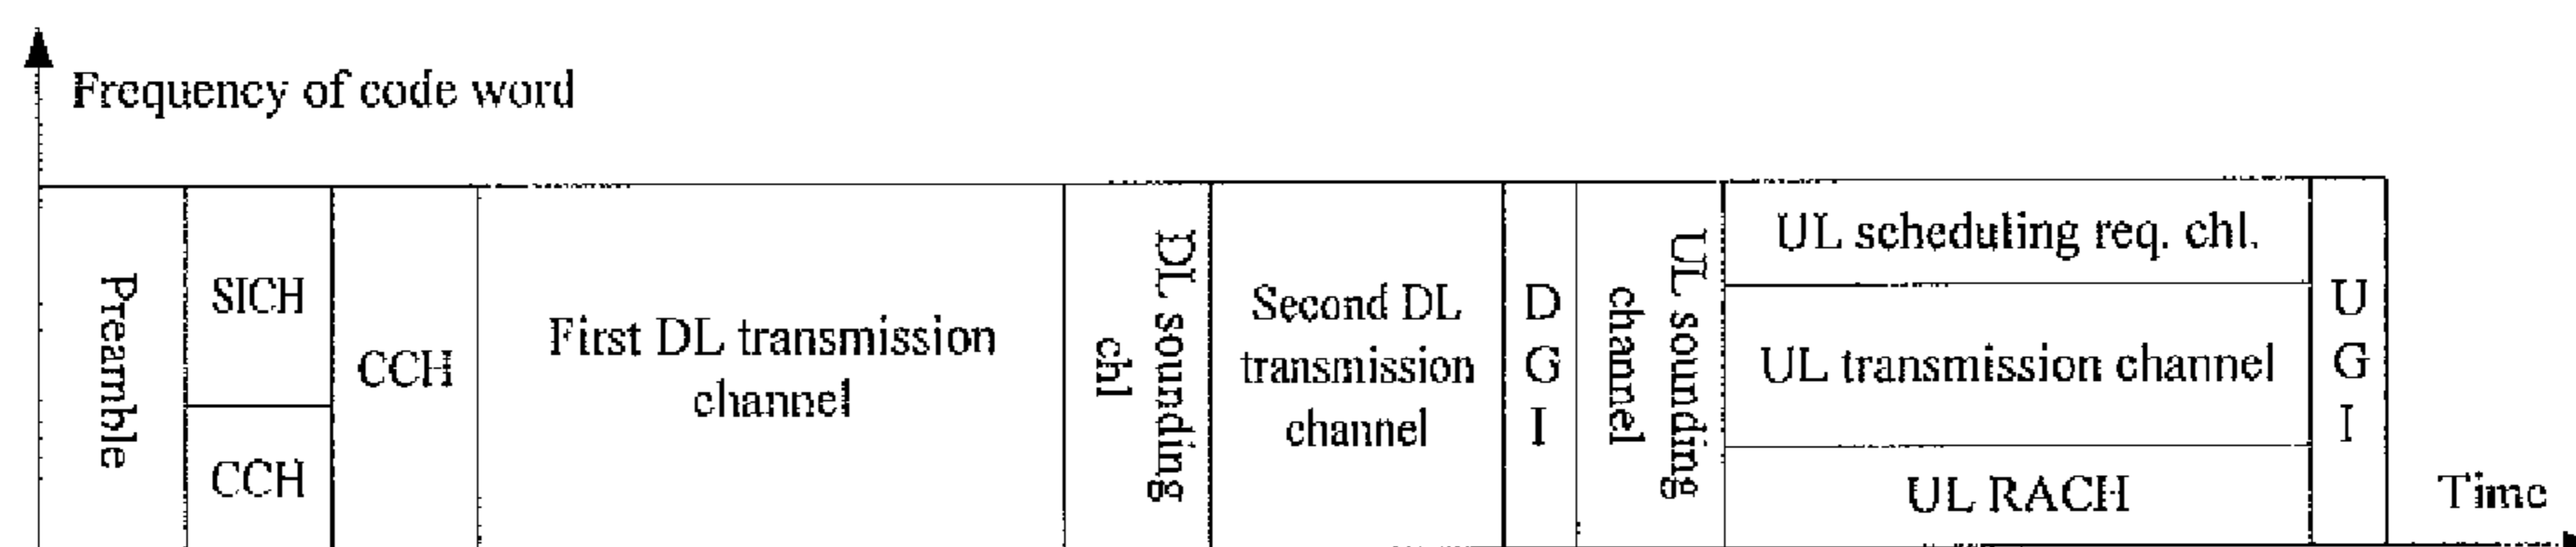 Frequency of code word
Preamble
SICH
CCH
CCH
First DL transmission
channel
DL sounding
chl
Second DL
transmission
channel
D
G
I
UL sounding
channel
UL scheduling req. chl.
UL transmission channel
UL RACH
U
G
I
Time